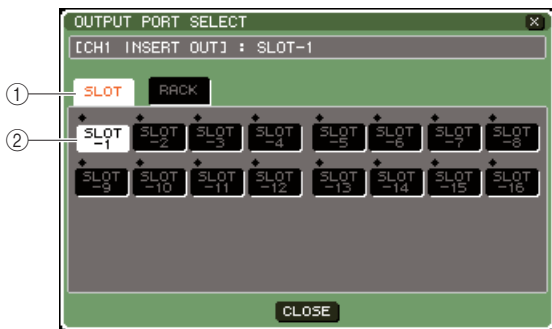 OUTPUT PORT SELECT X
[CH1 INSERT OUT] : SLOT-1
① SLOT RACK
② SLOT -1 SLOT -2 SLOT -3 SLOT -4 SLOT -5 SLOT -6 SLOT -7 SLOT -8
SLOT -9 SLOT -10 SLOT -11 SLOT -12 SLOT -13 SLOT -14 SLOT -15 SLOT -16
CLOSE